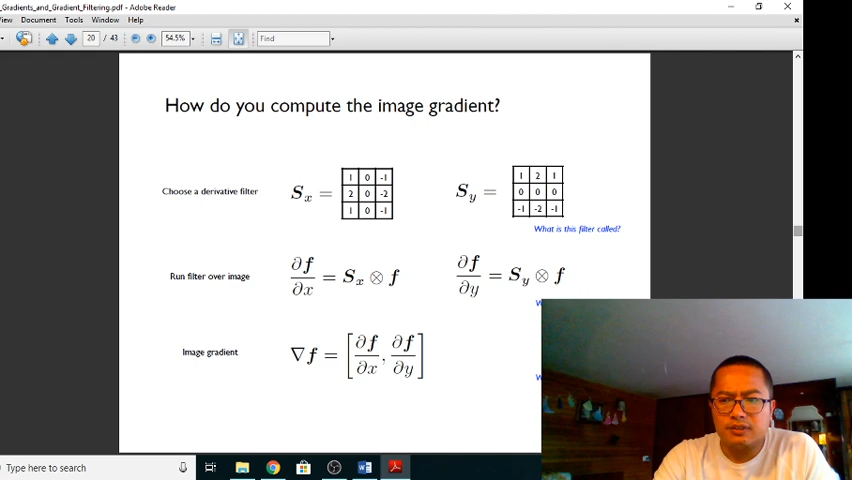 _Gradients_and_Gradient_Filtering.pdf - Adobe Reader
View Document Tools Window Help
20 / 43 54.5% Find
How do you compute the image gradient?
Choose a derivative filter
S_x =
1 0 -1
2 0 -2
1 0 -1
S_y =
1 2 1
0 0 0
-1 -2 -1
What is this filter called?
Run filter over image
∂f/∂x = S_x ⊗ f
∂f/∂y = S_y ⊗ f
Image gradient
∇f = [∂f/∂x, ∂f/∂y]
Type here to search